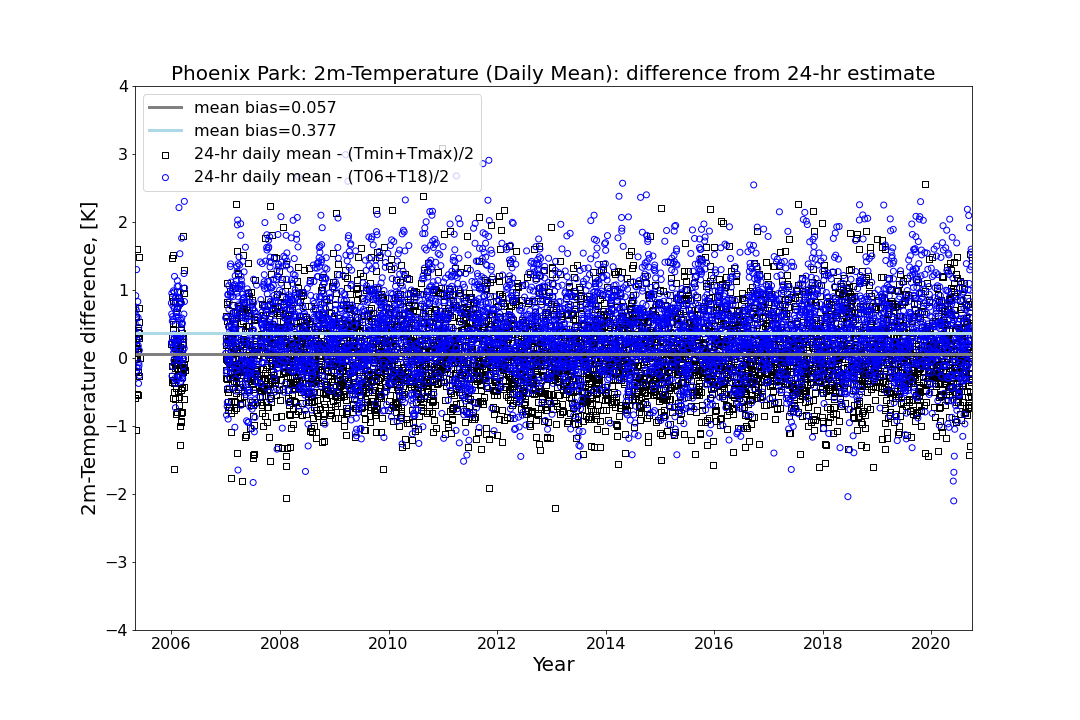 Phoenix Park: 2m-Temperature (Daily Mean): difference from 24-hr estimate
mean bias=0.057
mean bias=0.377
24-hr daily mean - (Tmin+Tmax)/2
24-hr daily mean - (T06+T18)/2
2m-Temperature difference, [K]
4
3
2
1
0
−1
−2
−3
−4
2006 2008 2010 2012 2014 2016 2018 2020
Year